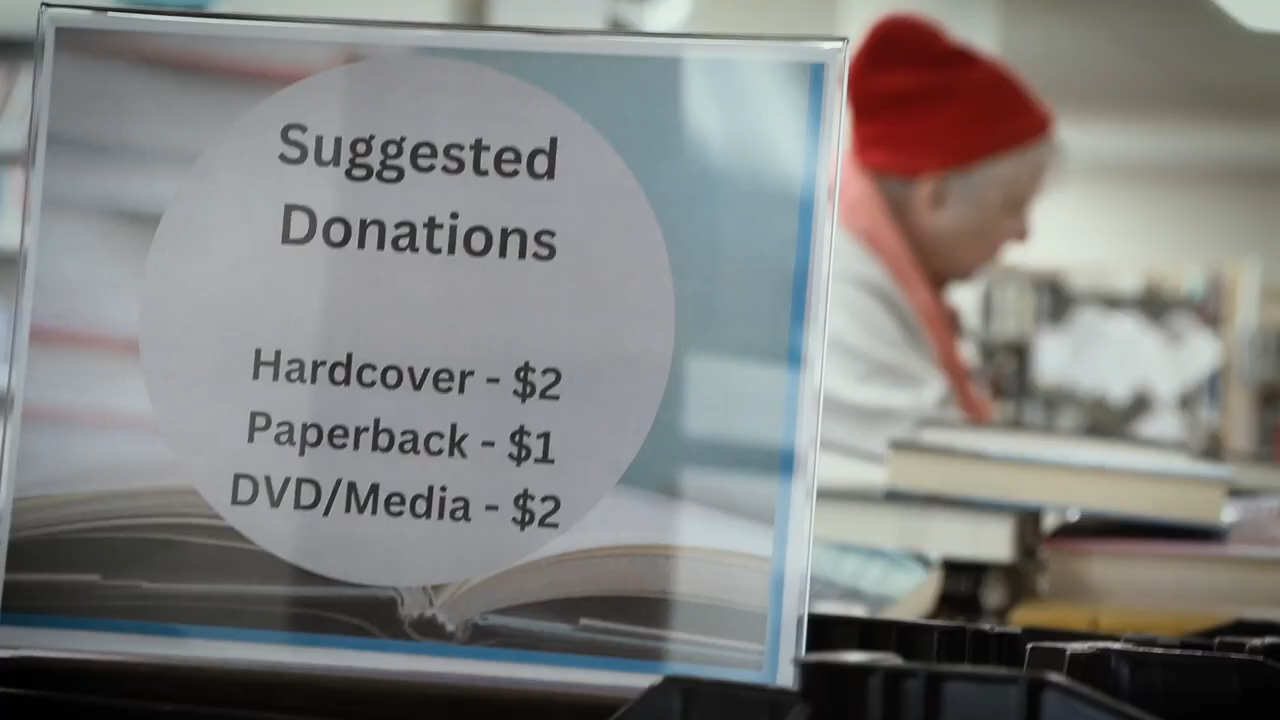 Suggested
Donations
Hardcover - $2
Paperback - $1
DVD/Media - $2